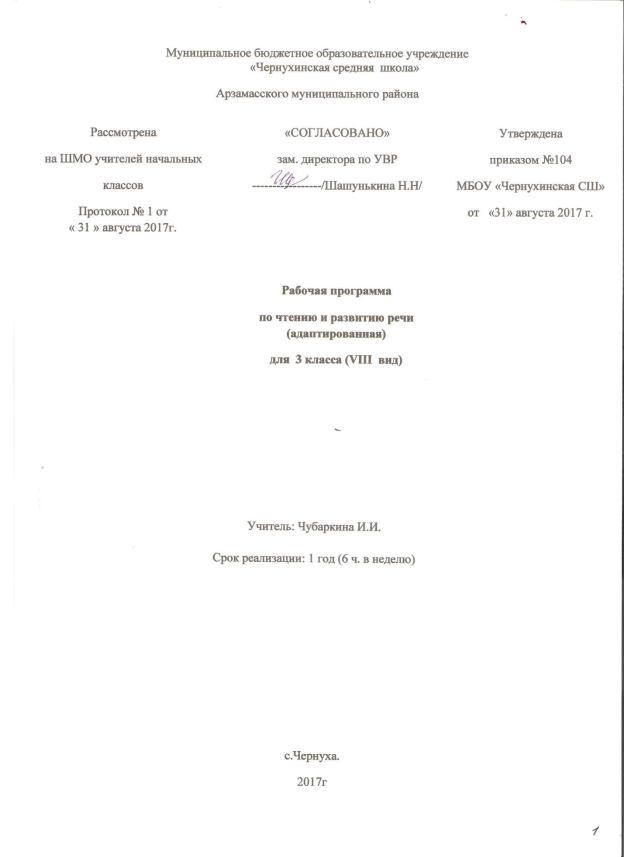 Муниципальное бюджетное образовательное учреждение
«Чернухинская средняя школа»
Арзамасского муниципального района
Рассмотрена
на ШМО учителей начальных
классов
Протокол № 1 от
« 31 » августа 2017г.
«СОГЛАСОВАНО»
зам. директора по УВР
-----------------/Шашунькина Н.Н/
Утверждена
приказом №104
МБОУ «Чернухинская СШ»
от «31» августа 2017 г.
Рабочая программа
по чтению и развитию речи
(адаптированная)
для 3 класса (VIII вид)
Учитель: Чубаркина И.И.
Срок реализации: 1 год (6 ч. в неделю)
с.Чернуха.
2017г
1